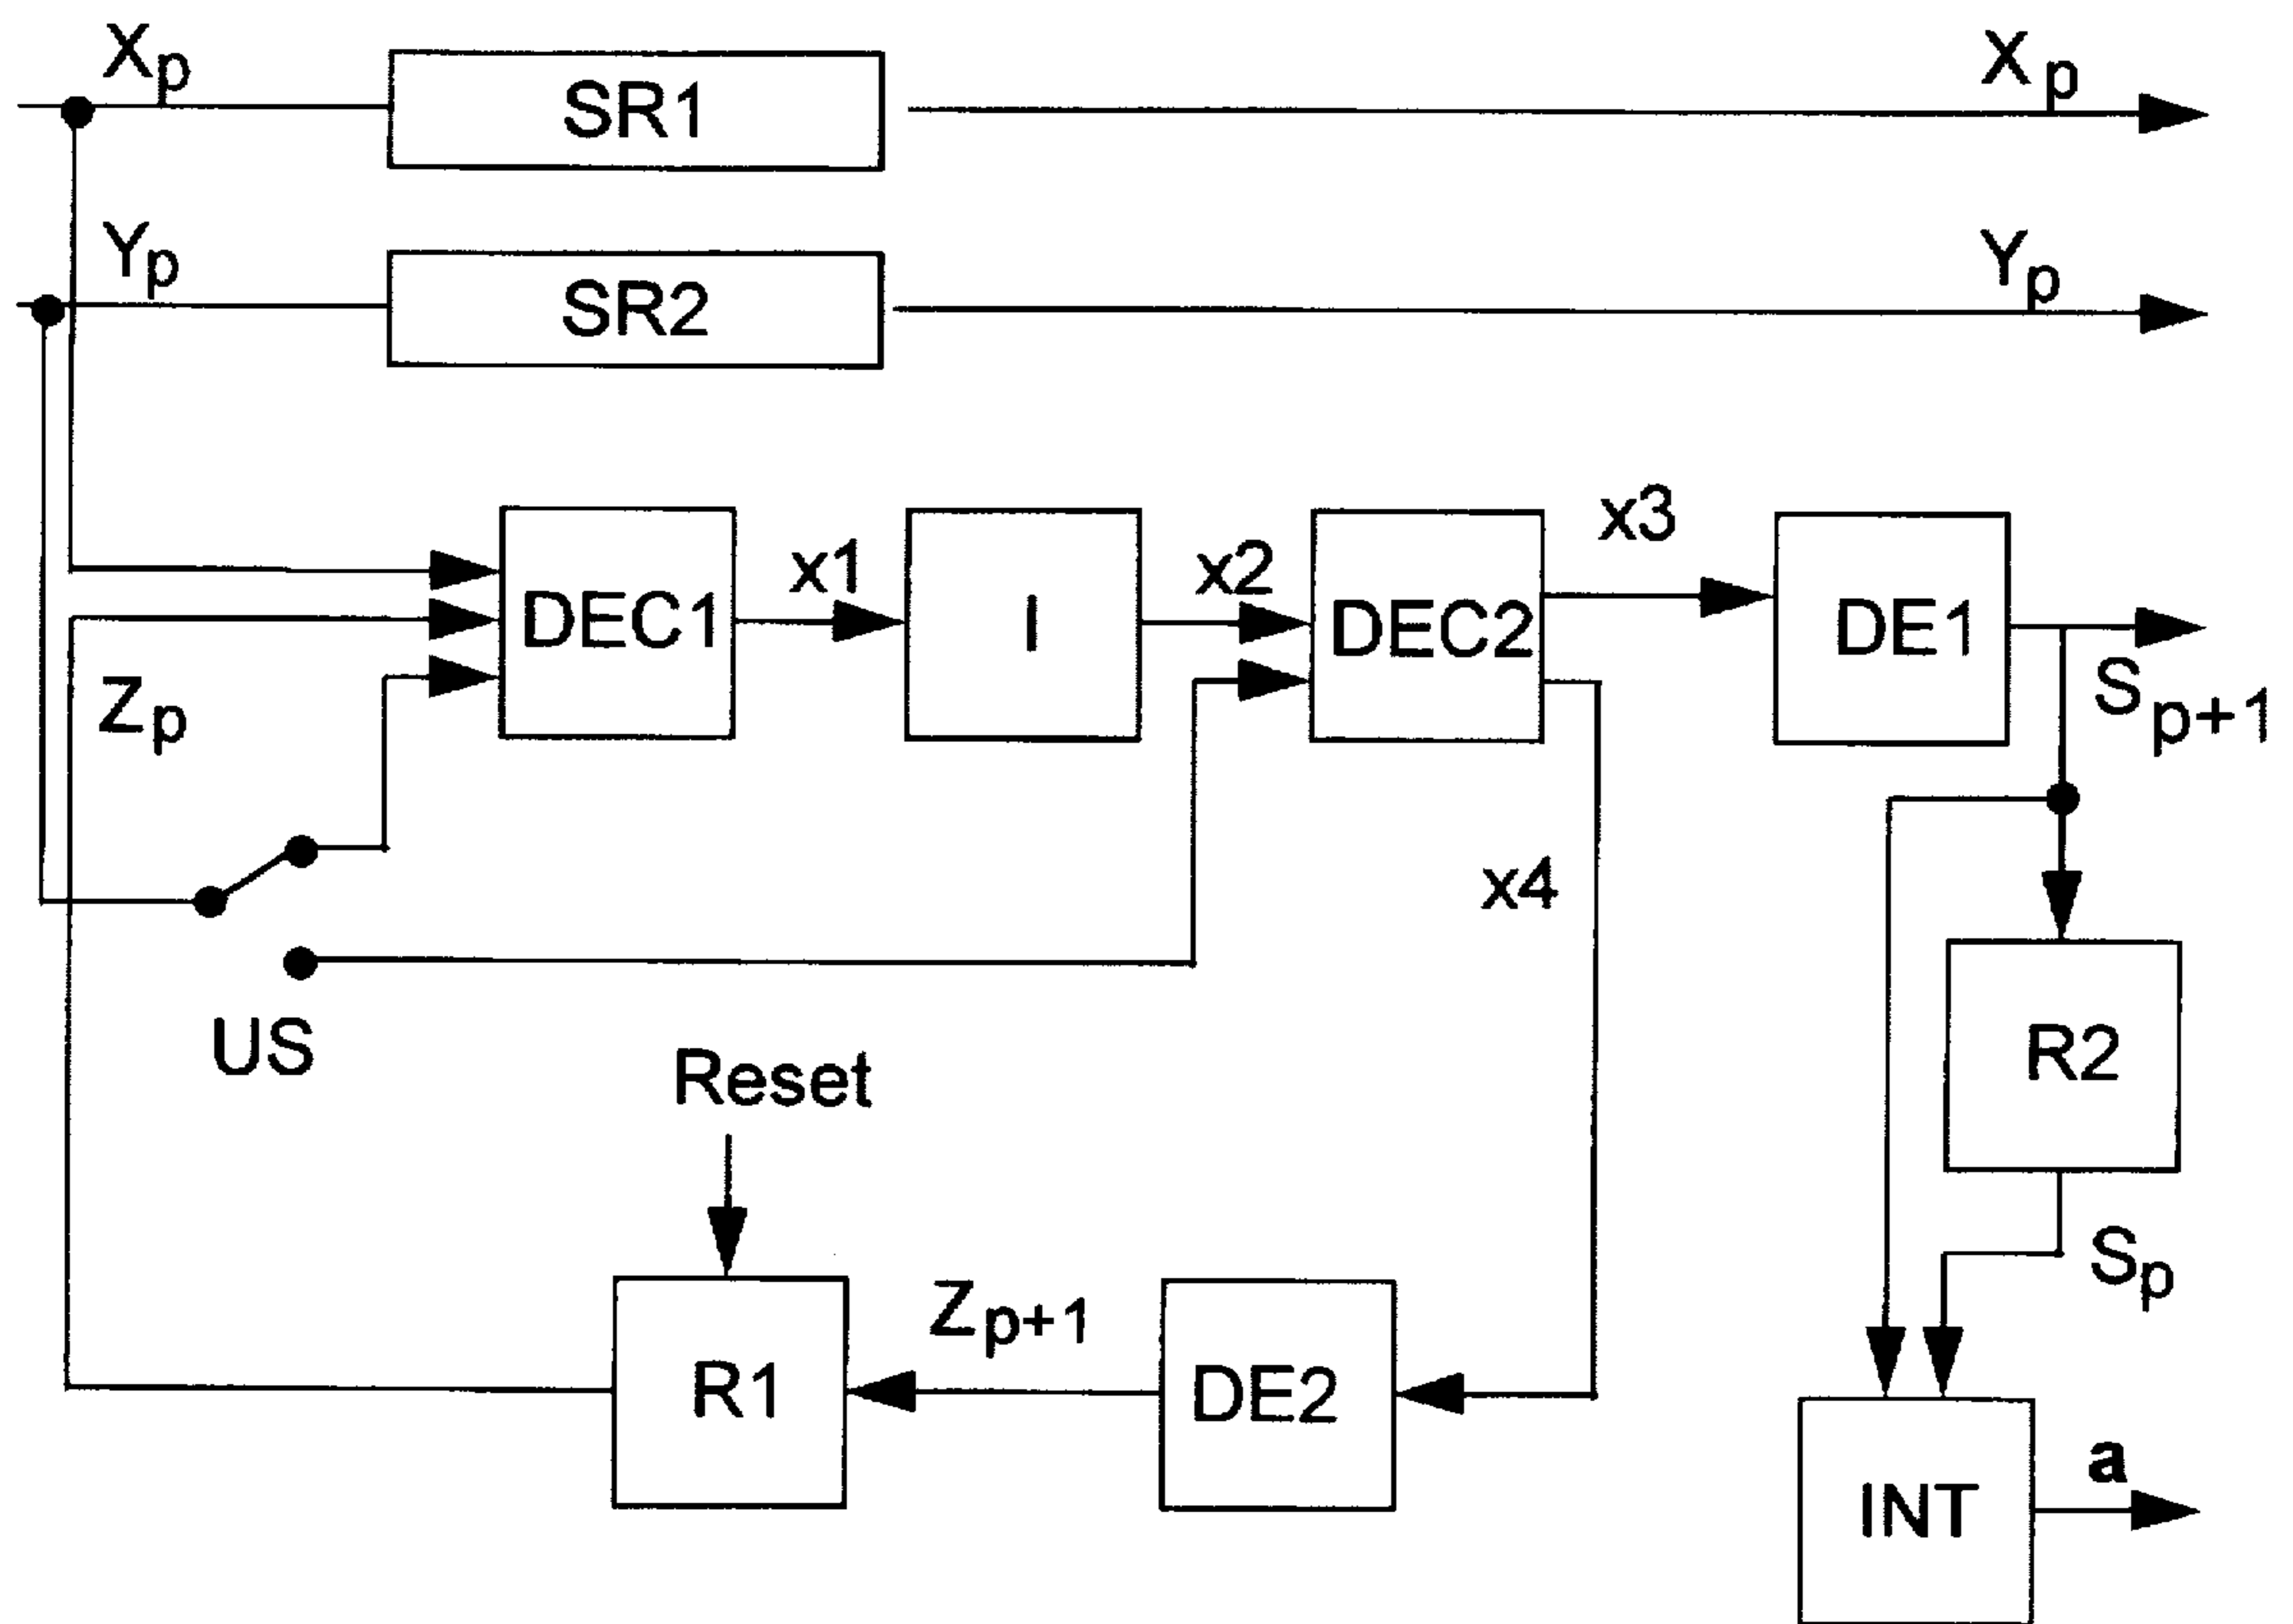 Xp
SR1
Xp
Yp
SR2
Yp
x3
x1
x2
DEC1
I
DEC2
DE1
Zp
Sp+1
x4
US
Reset
R2
Sp
Zp+1
R1
DE2
a
INT